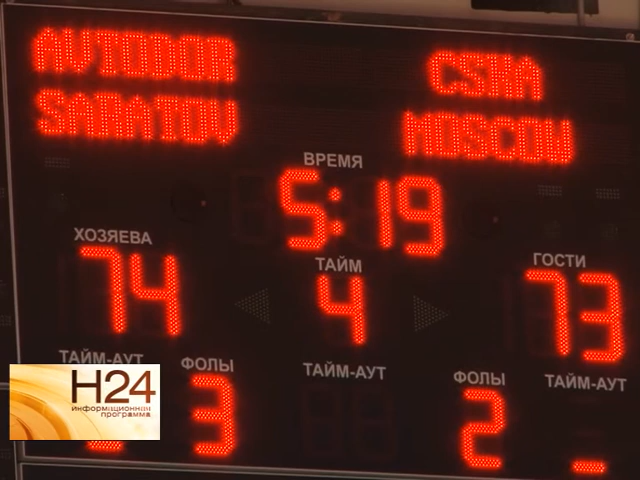 AVTODOR CSKA
SARATOV MOSCOW
ВРЕМЯ
5:19
ХОЗЯЕВА ТАЙМ ГОСТИ
74 4 73
ТАЙМ-АУТ ФОЛЫ ТАЙМ-АУТ ФОЛЫ ТАЙМ-АУТ
3 2
Н24
информационная
программа